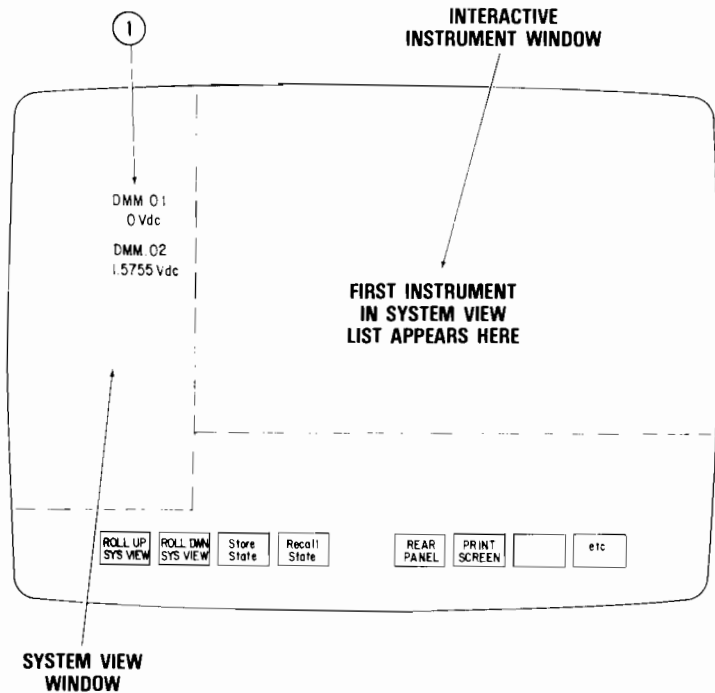 1
INTERACTIVE
INSTRUMENT WINDOW
DMM 01
0 Vdc
DMM.02
1.5755 Vdc
FIRST INSTRUMENT
IN SYSTEM VIEW
LIST APPEARS HERE
ROLL UP
SYS VIEW
ROLL DWN
SYS VIEW
Store
State
Recall
State
REAR
PANEL
PRINT
SCREEN
etc
SYSTEM VIEW
WINDOW